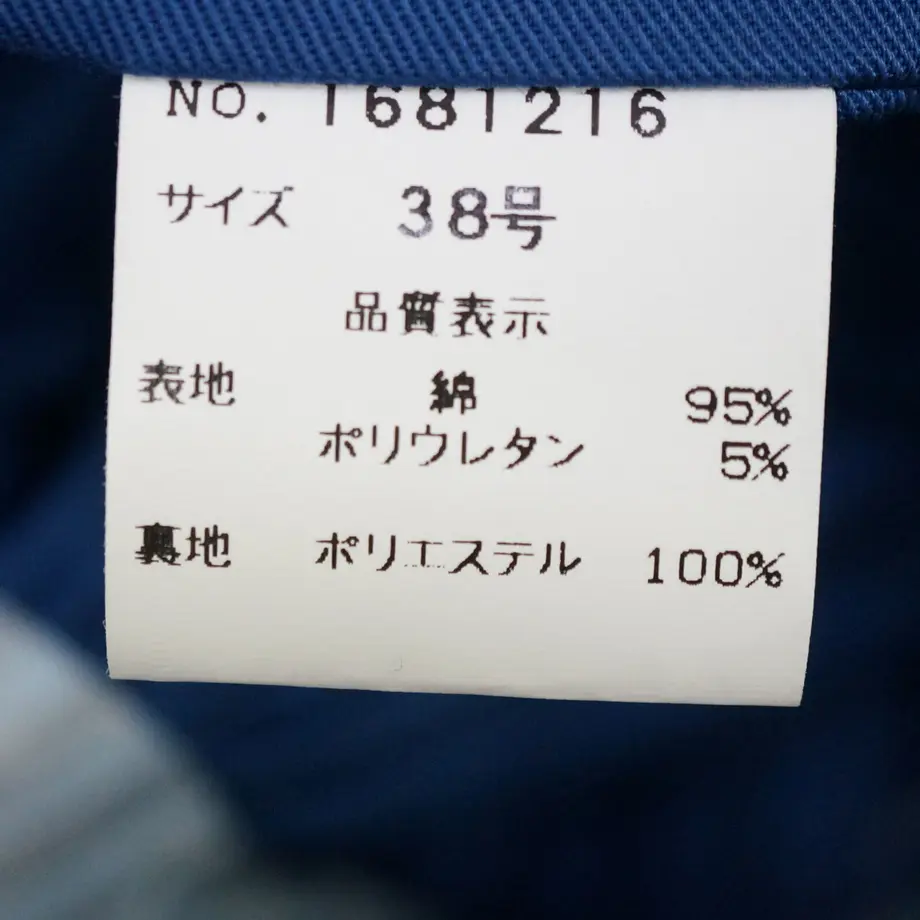 NO. 1681216
サイズ 38号
品質表示
表地 綿 95%
ポリウレタン 5%
裏地 ポリエステル 100%